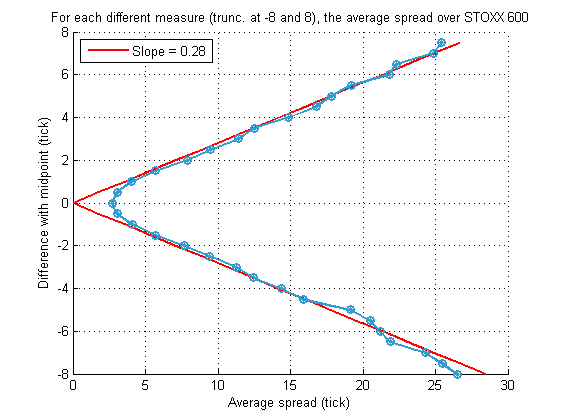 For each different measure (trunc. at -8 and 8), the average spread over STOXX 600
8
Slope = 0.28
6
4
2
0
-2
-4
-6
-8
Difference with midpoint (tick)
0 5 10 15 20 25 30
Average spread (tick)